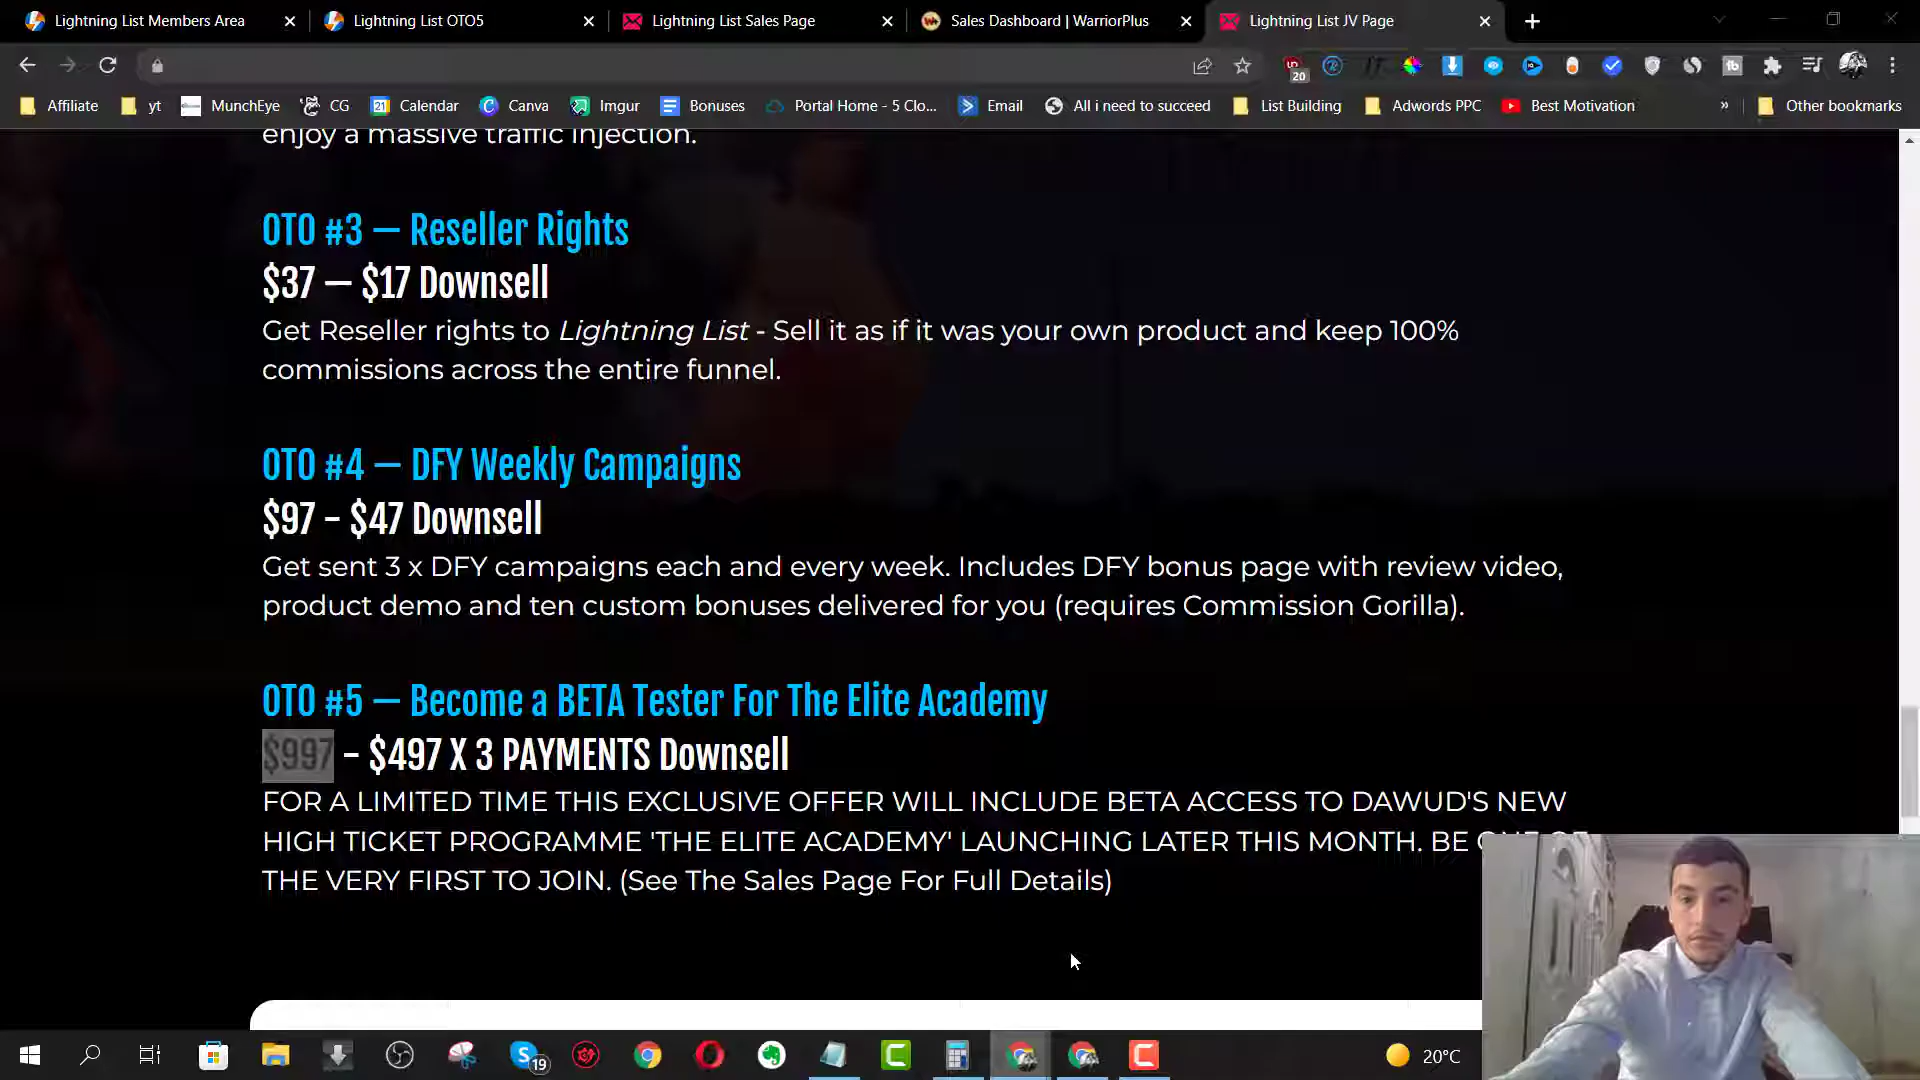 Lightning List Members Area
Lightning List OTO5
Lightning List Sales Page
Sales Dashboard | WarriorPlus
Lightning List JV Page
20
Affiliate
yt
MunchEye
CG
Calendar
Canva
Imgur
Bonuses
Portal Home - 5 Clo...
Email
All i need to succeed
List Building
Adwords PPC
Best Motivation
»
Other bookmarks
enjoy a massive traffic injection.
OTO #3 — Reseller Rights
$37 — $17 Downsell
Get Reseller rights to Lightning List - Sell it as if it was your own product and keep 100%
commissions across the entire funnel.
OTO #4 — DFY Weekly Campaigns
$97 - $47 Downsell
Get sent 3 x DFY campaigns each and every week. Includes DFY bonus page with review video,
product demo and ten custom bonuses delivered for you (requires Commission Gorilla).
OTO #5 — Become a BETA Tester For The Elite Academy
$997 - $497 X 3 PAYMENTS Downsell
FOR A LIMITED TIME THIS EXCLUSIVE OFFER WILL INCLUDE BETA ACCESS TO DAWUD'S NEW
HIGH TICKET PROGRAMME 'THE ELITE ACADEMY' LAUNCHING LATER THIS MONTH. BE
THE VERY FIRST TO JOIN. (See The Sales Page For Full Details)
19
20°C